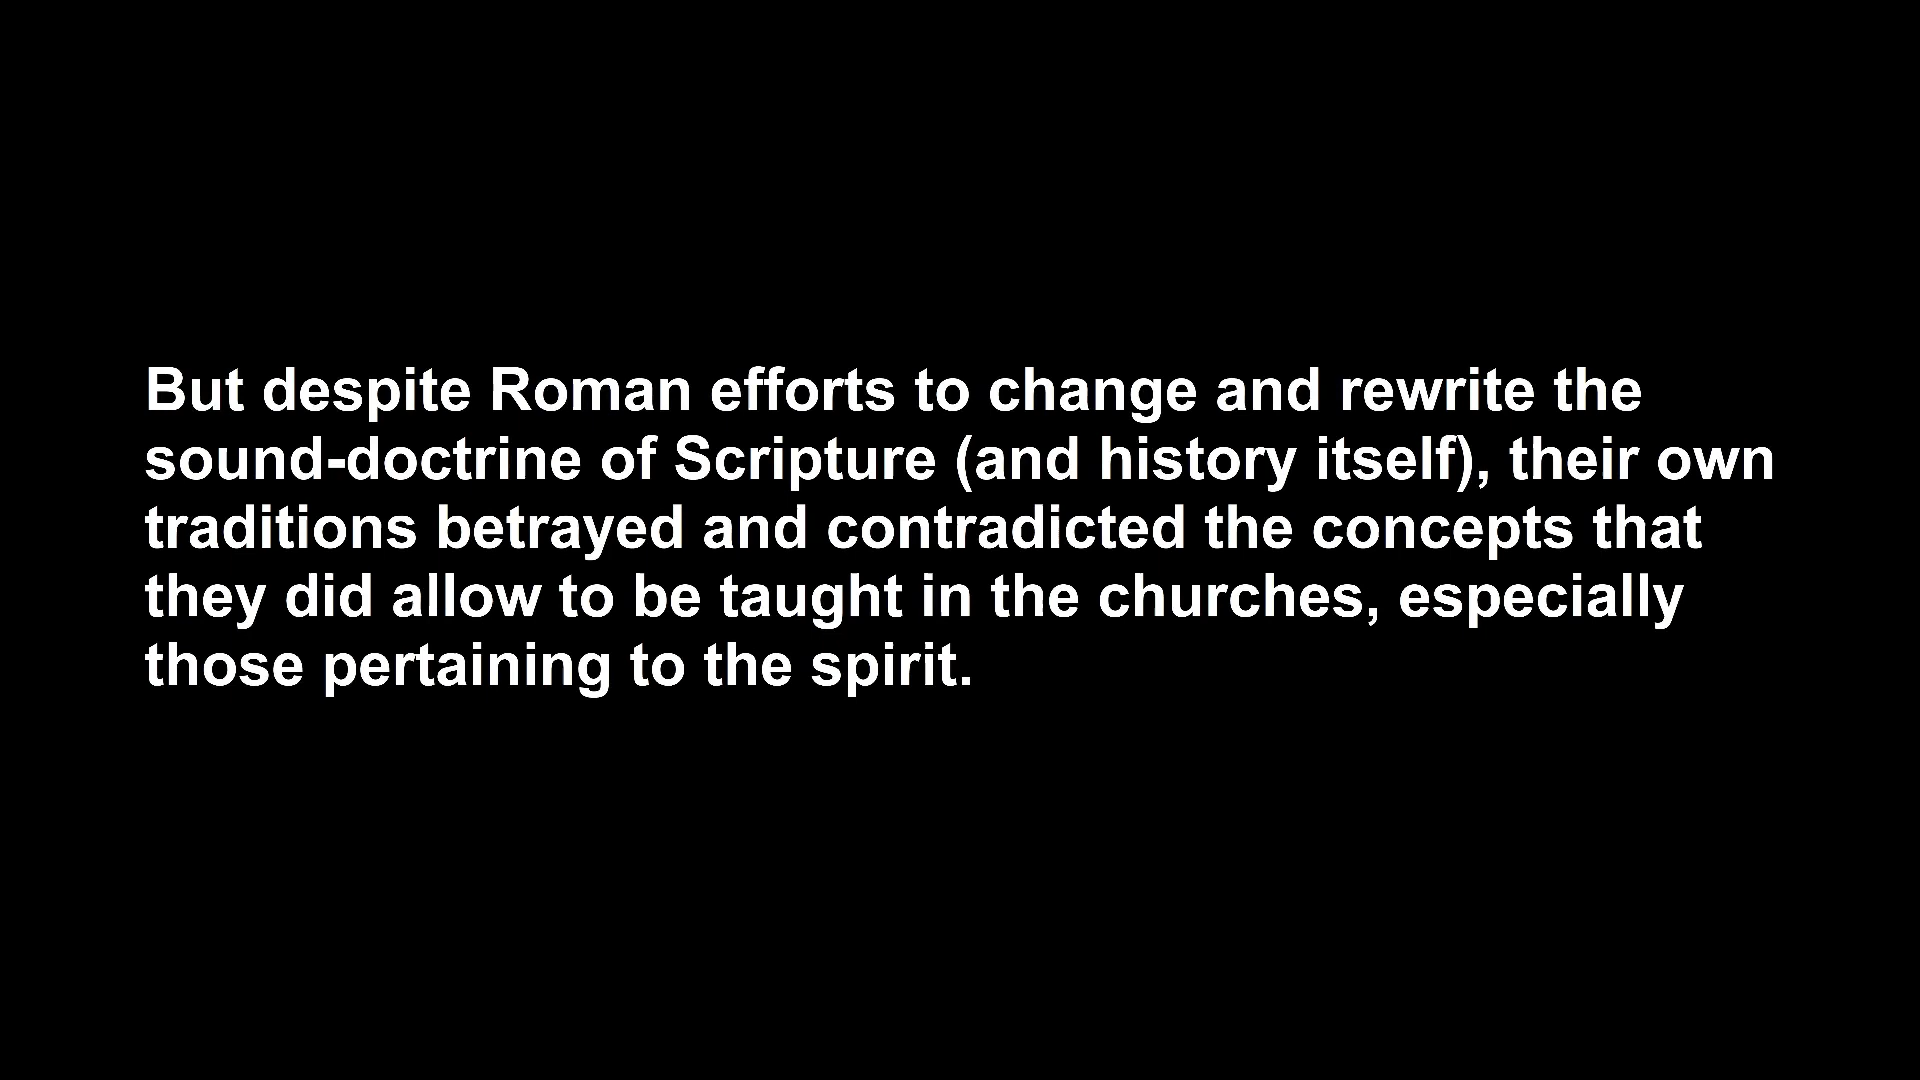 But despite Roman efforts to change and rewrite the
sound-doctrine of Scripture (and history itself), their own
traditions betrayed and contradicted the concepts that
they did allow to be taught in the churches, especially
those pertaining to the spirit.